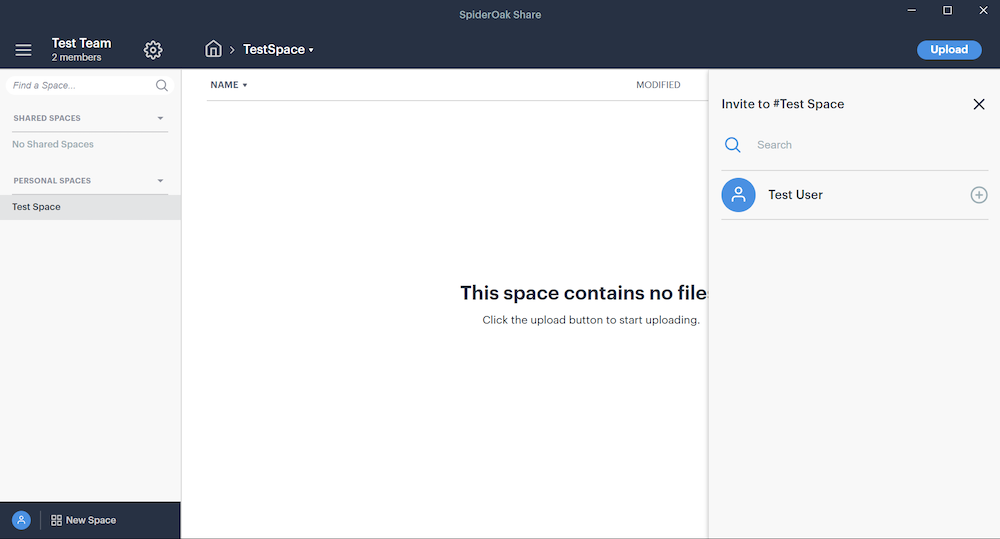 SpiderOak Share
Test Team
2 members
TestSpace
Upload
Find a Space...
SHARED SPACES
No Shared Spaces
PERSONAL SPACES
Test Space
New Space
NAME
MODIFIED
This space contains no file
Click the upload button to start uploading.
Invite to #Test Space
Search
Test User